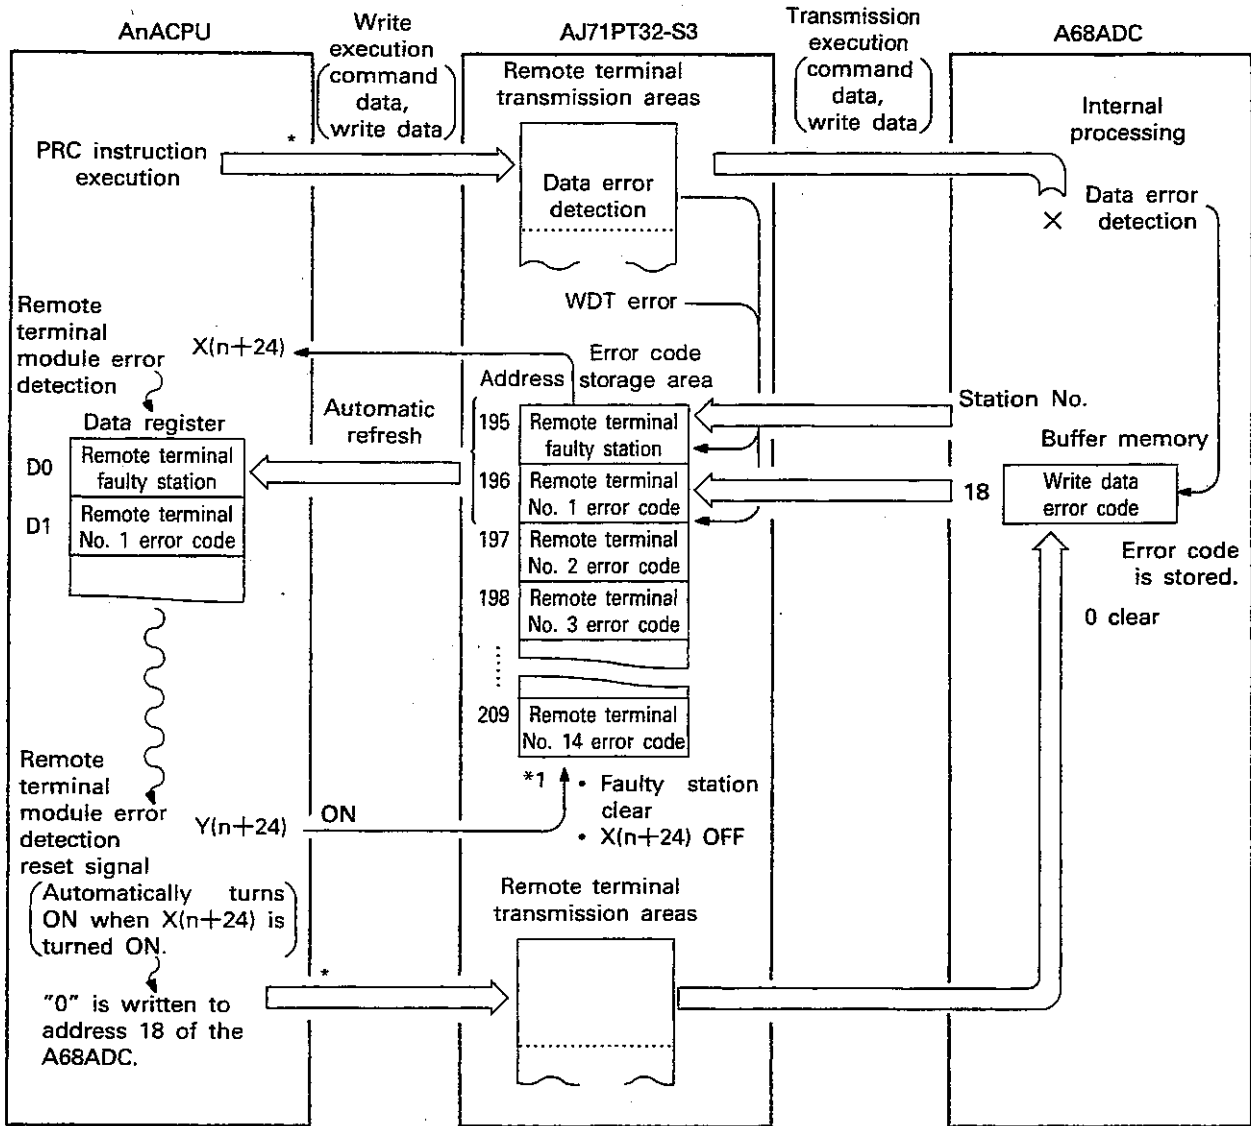 AnACPU
Write
execution
(command
data,
write data)
AJ71PT32-S3
Transmission
execution
(command
data,
write data)
A68ADC
Remote terminal
transmission areas
Internal
processing
*
PRC instruction
execution
Data error
detection
Data error
detection
WDT error
Remote
terminal
module error
detection
X(n+24)
Error code
storage area
Address
Station No.
Data register
Automatic
refresh
195
Remote terminal
faulty station
Buffer memory
D0
Remote terminal
faulty station
196
Remote terminal
No. 1 error code
18
Write data
error code
D1
Remote terminal
No. 1 error code
197
Remote terminal
No. 2 error code
Error code
is stored.
198
Remote terminal
No. 3 error code
0 clear
209
Remote terminal
No. 14 error code
Remote
terminal
module error
detection
reset signal
Y(n+24)
ON
*1
• Faulty station
clear
• X(n+24) OFF
(Automatically turns
ON when X(n+24) is
turned ON.)
Remote terminal
transmission areas
*
"0" is written to
address 18 of the
A68ADC.